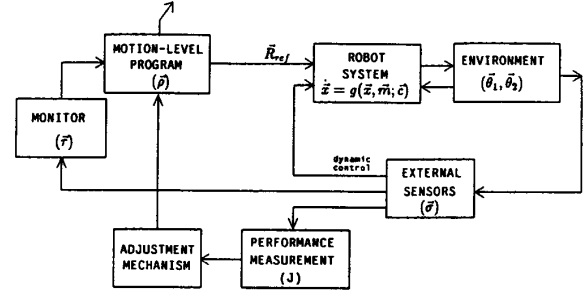 MOTION-LEVEL
PROGRAM
(ρ⃗)
R⃗ref
ROBOT
SYSTEM
ẋ⃗ = g(x⃗, m⃗; c⃗)
ENVIRONMENT
(θ⃗₁, θ⃗₂)
MONITOR
(τ⃗)
dynamic
control
EXTERNAL
SENSORS
(σ⃗)
ADJUSTMENT
MECHANISM
PERFORMANCE
MEASUREMENT
(J)